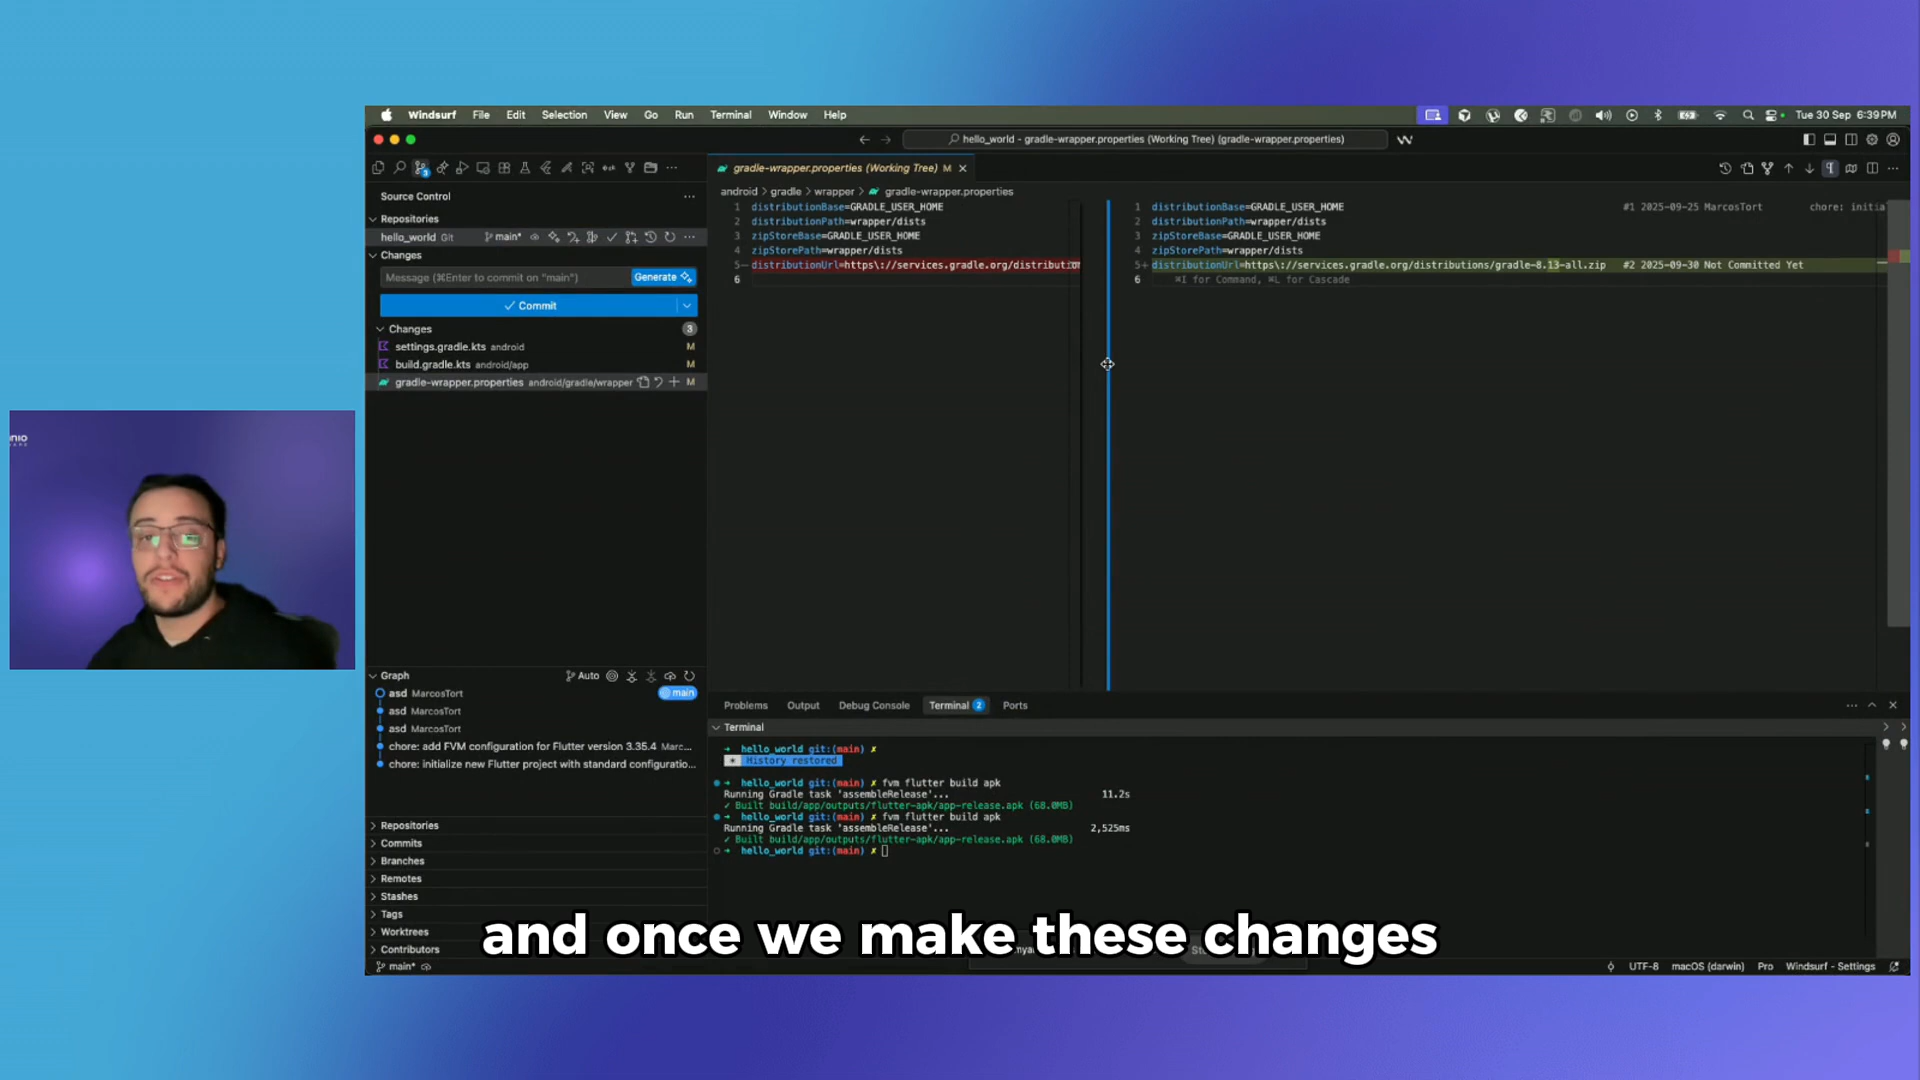 Windsurf File Edit Selection View Go Run Terminal Window Help
Tue 30 Sep 6:39PM
hello_world - gradle-wrapper.properties (Working Tree) (gradle-wrapper.properties)
Source Control
Repositories
hello_world Git main*
Changes
Message (⌘Enter to commit on "main") Generate
Commit
Changes 3
settings.gradle.kts android M
build.gradle.kts android/app M
gradle-wrapper.properties android/gradle/wrapper M
gradle-wrapper.properties (Working Tree) M
android > gradle > wrapper > gradle-wrapper.properties
1 distributionBase=GRADLE_USER_HOME
2 distributionPath=wrapper/dists
3 zipStoreBase=GRADLE_USER_HOME
4 zipStorePath=wrapper/dists
5- distributionUrl=https\://services.gradle.org/distribution
6
1 distributionBase=GRADLE_USER_HOME #1 2025-09-25 MarcosTort chore: initia
2 distributionPath=wrapper/dists
3 zipStoreBase=GRADLE_USER_HOME
4 zipStorePath=wrapper/dists
5+ distributionUrl=https\://services.gradle.org/distributions/gradle-8.13-all.zip #2 2025-09-30 Not Committed Yet
6 ⌘I for Command, ⌘L for Cascade
NIO
Graph Auto
asd MarcosTort main
asd MarcosTort
asd MarcosTort
chore: add FVM configuration for Flutter version 3.35.4 Marc...
chore: initialize new Flutter project with standard configuratio...
Repositories
Commits
Branches
Remotes
Stashes
Tags
Worktrees
Contributors
Problems Output Debug Console Terminal 2 Ports
Terminal
hello_world git:(main) ✗
* History restored
hello_world git:(main) ✗ fvm flutter build apk
Running Gradle task 'assembleRelease'... 11.2s
✓ Built build/app/outputs/flutter-apk/app-release.apk (68.0MB)
hello_world git:(main) ✗ fvm flutter build apk
Running Gradle task 'assembleRelease'... 2,525ms
✓ Built build/app/outputs/flutter-apk/app-release.apk (68.0MB)
hello_world git:(main) ✗
and once we make these changes
main* UTF-8 macOS (darwin) Pro Windsurf - Settings